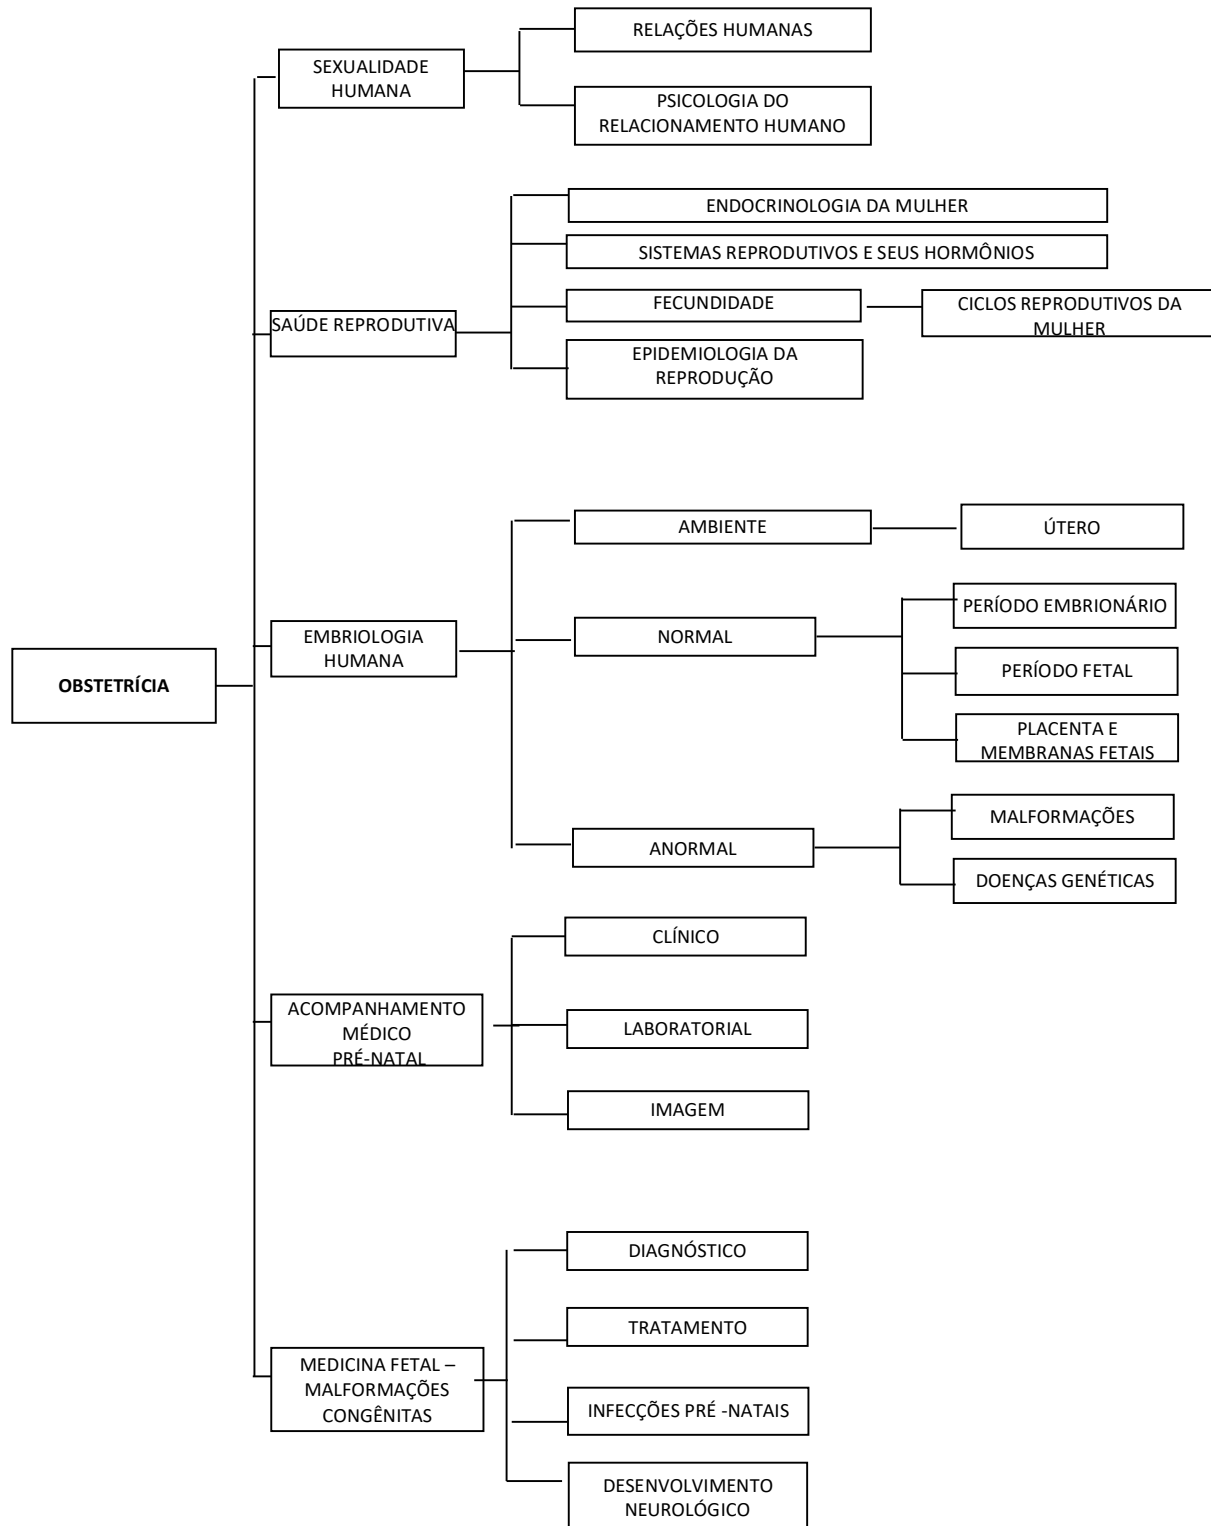 RELAÇÕES HUMANAS
SEXUALIDADE
HUMANA
PSICOLOGIA DO
RELACIONAMENTO HUMANO
ENDOCRINOLOGIA DA MULHER
SISTEMAS REPRODUTIVOS E SEUS HORMÔNIOS
SAÚDE REPRODUTIVA
FECUNDIDADE
CICLOS REPRODUTIVOS DA
MULHER
EPIDEMIOLOGIA DA
REPRODUÇÃO
AMBIENTE
ÚTERO
OBSTETRÍCIA
EMBRIOLOGIA
HUMANA
NORMAL
PERÍODO EMBRIONÁRIO
PERÍODO FETAL
PLACENTA E
MEMBRANAS FETAIS
ANORMAL
MALFORMAÇÕES
DOENÇAS GENÉTICAS
CLÍNICO
ACOMPANHAMENTO
MÉDICO
PRÉ-NATAL
LABORATORIAL
IMAGEM
DIAGNÓSTICO
TRATAMENTO
MEDICINA FETAL –
MALFORMAÇÕES
CONGÊNITAS
INFECÇÕES PRÉ -NATAIS
DESENVOLVIMENTO
NEUROLÓGICO